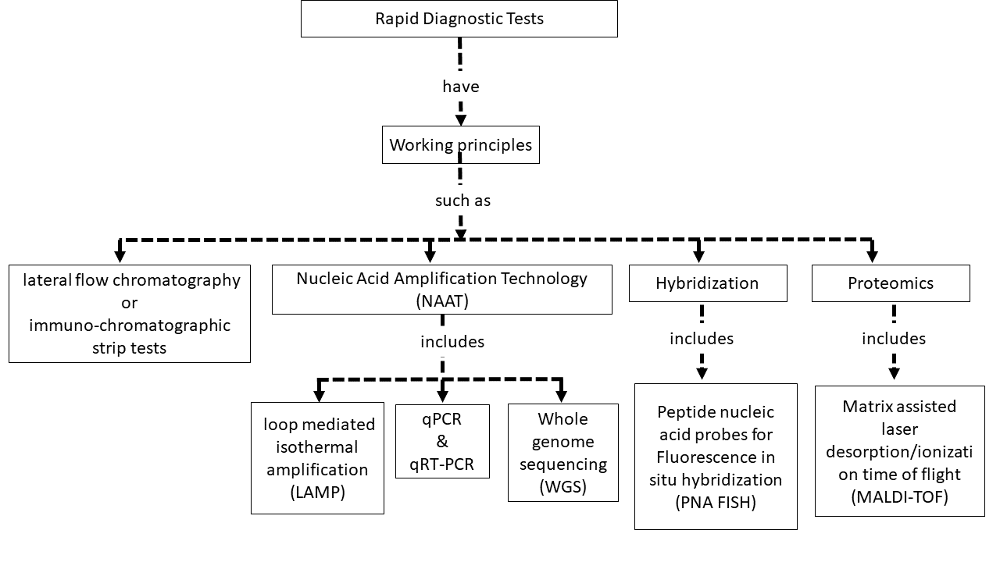 Rapid Diagnostic Tests
have
Working principles
such as
lateral flow chromatography
or
immuno-chromatographic
strip tests
Nucleic Acid Amplification Technology
(NAAT)
Hybridization
Proteomics
includes
includes
includes
loop mediated
isothermal
amplification
(LAMP)
qPCR
&
qRT-PCR
Whole
genome
sequencing
(WGS)
Peptide nucleic
acid probes for
Fluorescence in
situ hybridization
(PNA FISH)
Matrix assisted
laser
desorption/ionizati
on time of flight
(MALDI-TOF)